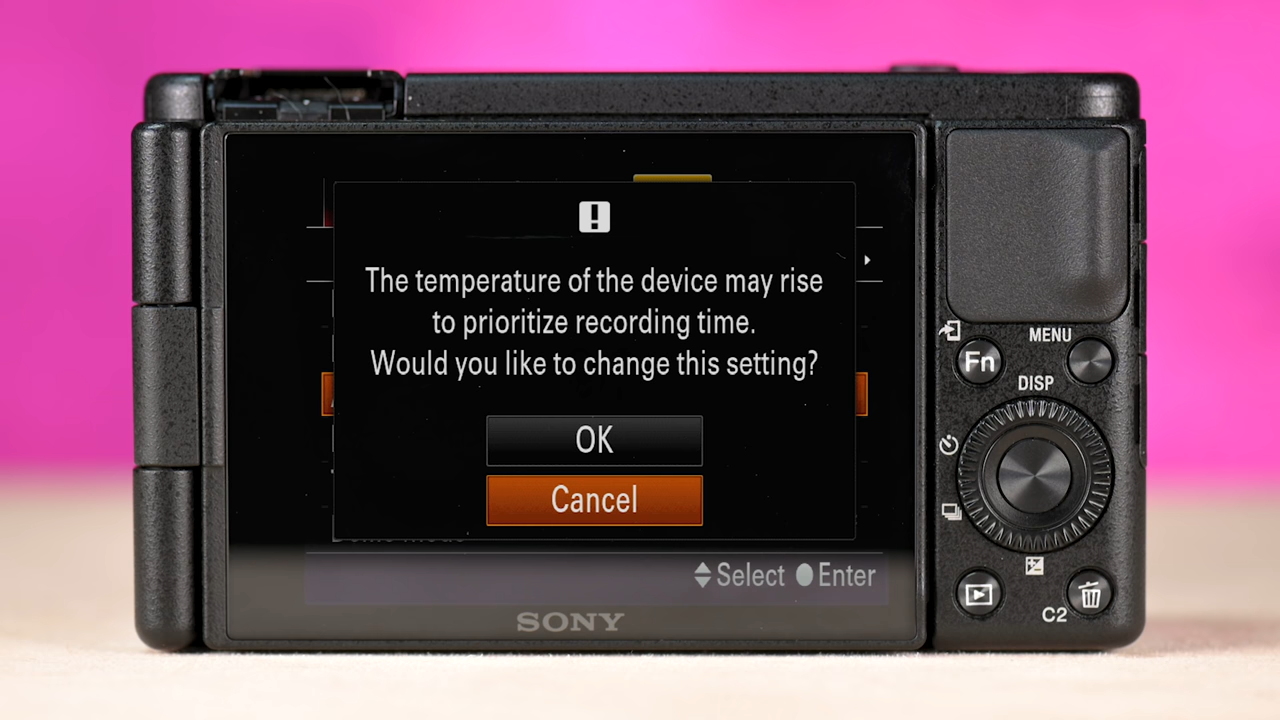 The temperature of the device may rise
to prioritize recording time.
Would you like to change this setting?
OK
Cancel
Select Enter
SONY
MENU
Fn
DISP
C2